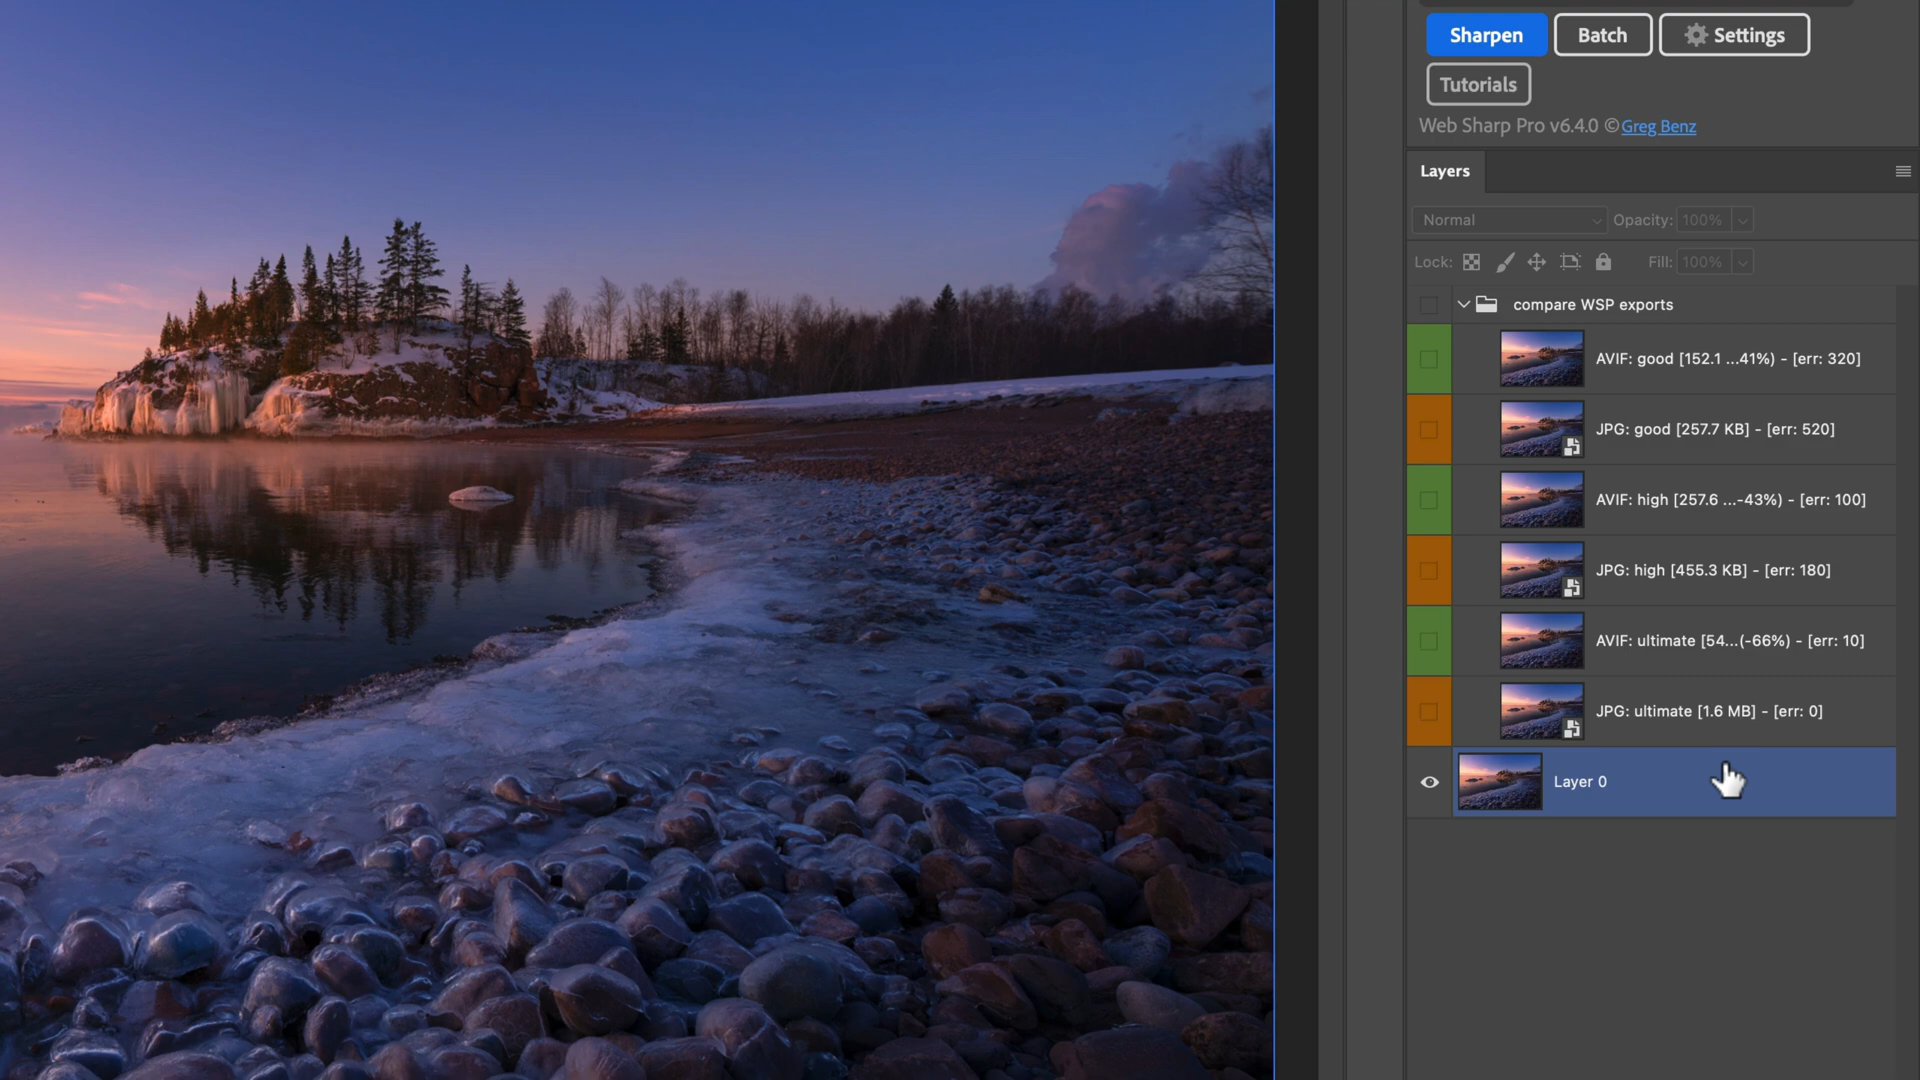 Sharpen
Batch
Settings
Tutorials
Web Sharp Pro v6.4.0 © Greg Benz
Layers
Normal
Opacity: 100%
Lock:
Fill: 100%
compare WSP exports
AVIF: good [152.1 ...41%) - [err: 320]
JPG: good [257.7 KB] - [err: 520]
AVIF: high [257.6 ...-43%) - [err: 100]
JPG: high [455.3 KB] - [err: 180]
AVIF: ultimate [54...(-66%) - [err: 10]
JPG: ultimate [1.6 MB] - [err: 0]
Layer 0